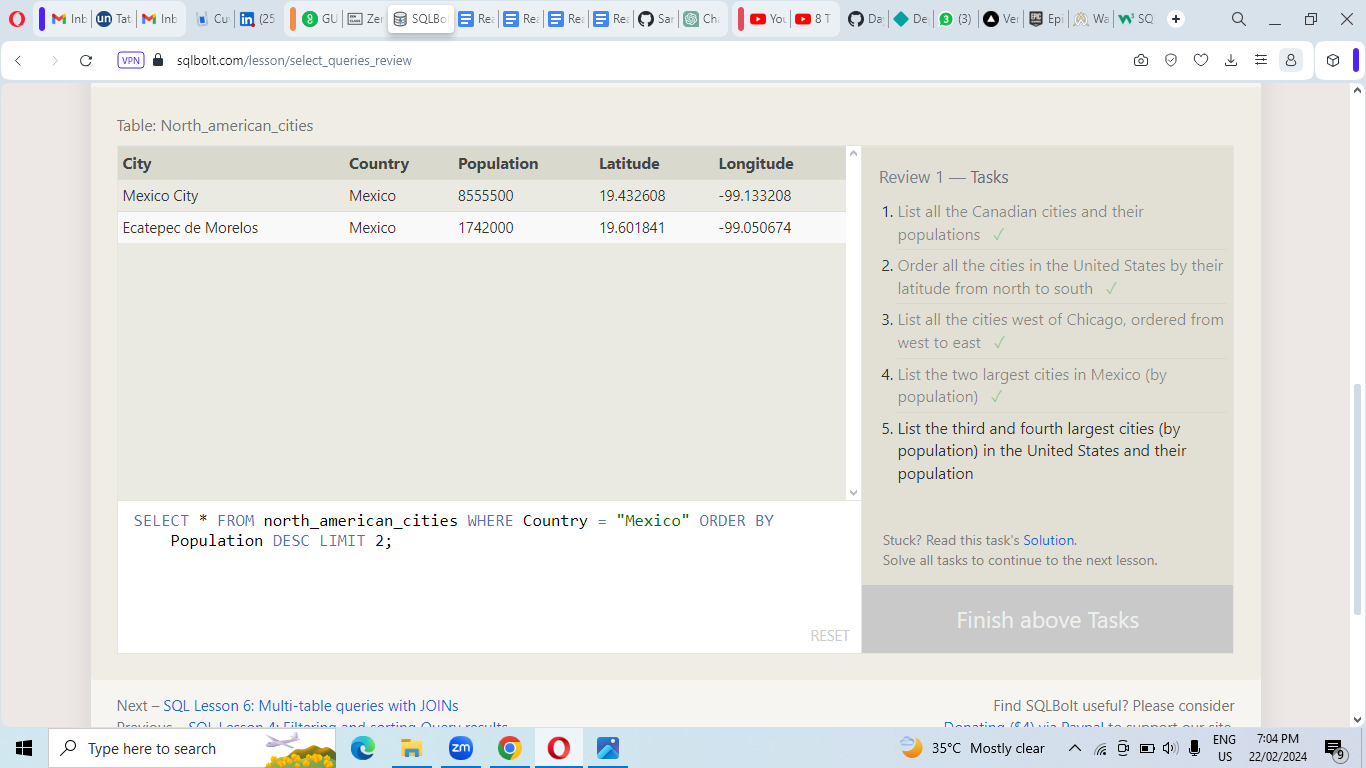 Inb
Tat
Inb
Cu
(25
GU
Zer
SQLBo
Rea
Rea
Rea
Rea
Sar
Cha
You
8 T
Da
De
(3)
Ver
Epi
Wa
SQ
VPN
sqlbolt.com/lesson/select_queries_review
Table: North_american_cities
City Country Population Latitude Longitude
Mexico City Mexico 8555500 19.432608 -99.133208
Ecatepec de Morelos Mexico 1742000 19.601841 -99.050674
SELECT * FROM north_american_cities WHERE Country = "Mexico" ORDER BY
Population DESC LIMIT 2;
RESET
Review 1 — Tasks
1. List all the Canadian cities and their
populations ✓
2. Order all the cities in the United States by their
latitude from north to south ✓
3. List all the cities west of Chicago, ordered from
west to east ✓
4. List the two largest cities in Mexico (by
population) ✓
5. List the third and fourth largest cities (by
population) in the United States and their
population
Stuck? Read this task's Solution.
Solve all tasks to continue to the next lesson.
Finish above Tasks
Next – SQL Lesson 6: Multi-table queries with JOINs
Previous – SQL Lesson 4: Filtering and sorting Query results
Find SQLBolt useful? Please consider
Donating ($4) via Paypal to support our site.
Type here to search
zm
35°C Mostly clear
ENG
US
7:04 PM
22/02/2024
9